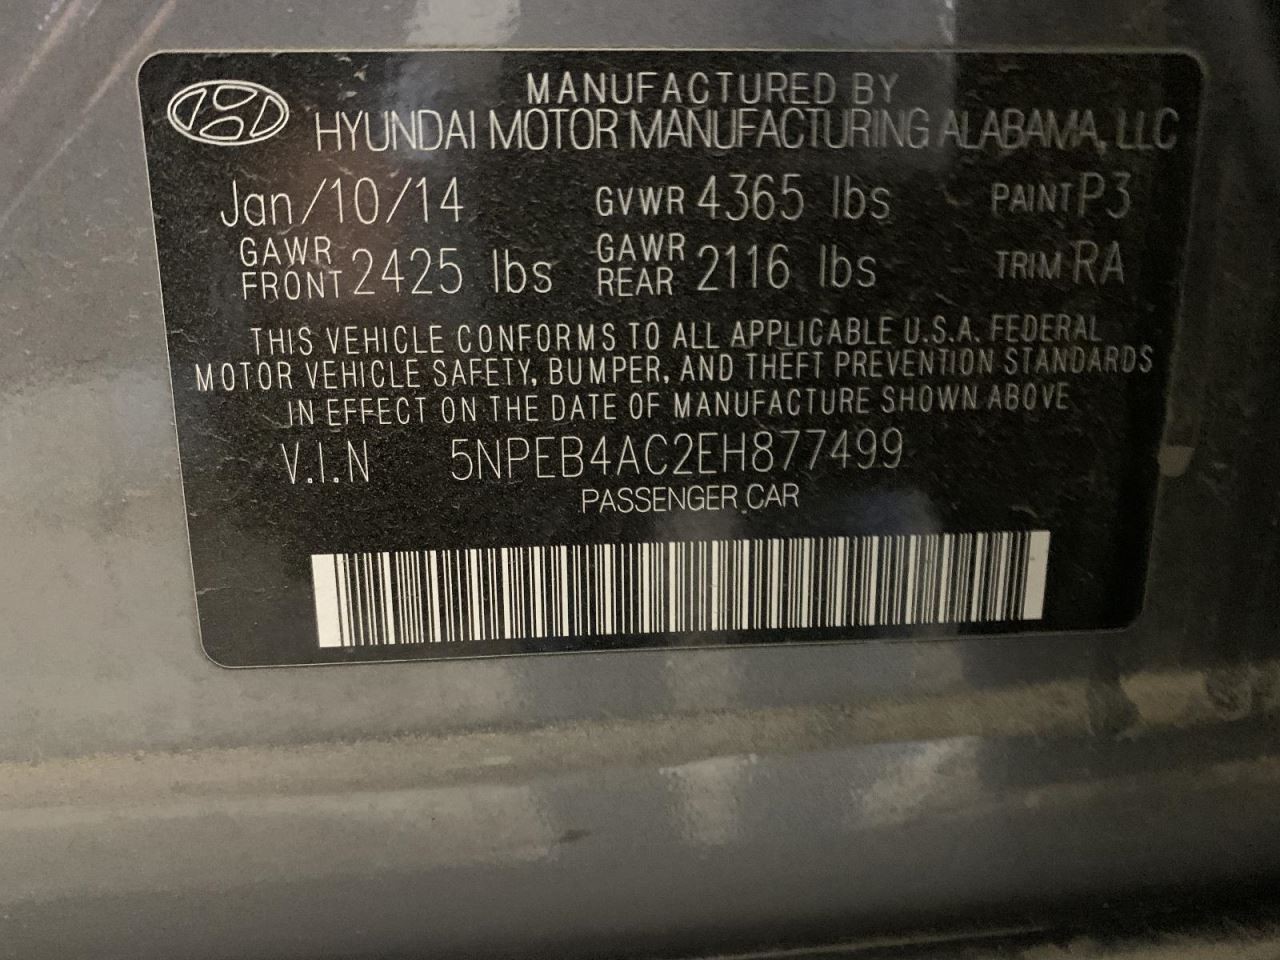 MANUFACTURED BY
HYUNDAI MOTOR MANUFACTURING ALABAMA, LLC
Jan/10/14 GVWR 4365 lbs PAINT P3
GAWR FRONT 2425 lbs GAWR REAR 2116 lbs TRIM RA
THIS VEHICLE CONFORMS TO ALL APPLICABLE U.S.A. FEDERAL
MOTOR VEHICLE SAFETY, BUMPER, AND THEFT PREVENTION STANDARDS
IN EFFECT ON THE DATE OF MANUFACTURE SHOWN ABOVE
V.I.N 5NPEB4AC2EH877499
PASSENGER CAR